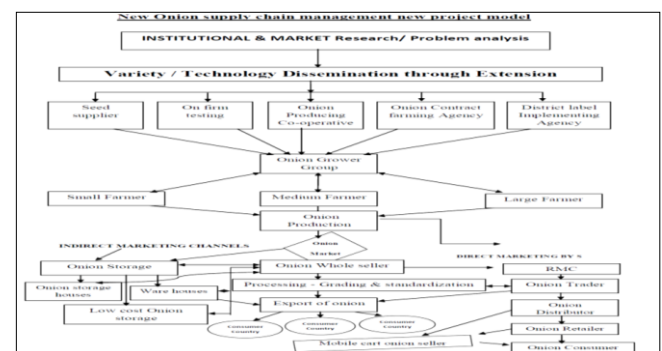 New Onion supply chain management new project model
INSTITUTIONAL & MARKET Research/ Problem analysis
Variety / Technology Dissemination through Extension
Seed
supplier
On firm
testing
Onion
Producing
Co-operative
Onion Contract
farming Agency
District label
Implementing
Agency
Onion Grower
Group
Small Farmer
Medium Farmer
Large Farmer
Onion
Production
INDIRECT MARKETING CHANNELS
Onion
Market
DIRECT MARKETING BY S
Onion Storage
Onion Whole seller
RMC
Onion storage
houses
Ware houses
Processing - Grading & standardization
Onion Trader
Low cost Onion
storage
Export of onion
Onion
Distributor
Consumer
Country
Consumer
Country
Consumer
Country
Onion Retailer
Mobile cart onion seller
Onion Consumer